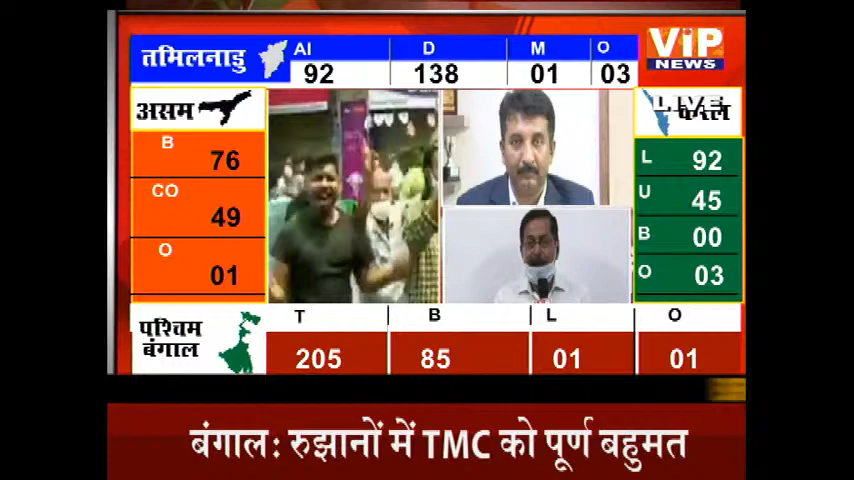 तमिलनाडु AI D M O
92 138 01 03
ViP
NEWS
असम
B
76
CO
49
O
01
LIVE
L 92
U 45
B 00
O 03
पश्चिम
बंगाल
T B L O
205 85 01 01
बंगाल: रुझानों में TMC को पूर्ण बहुमत